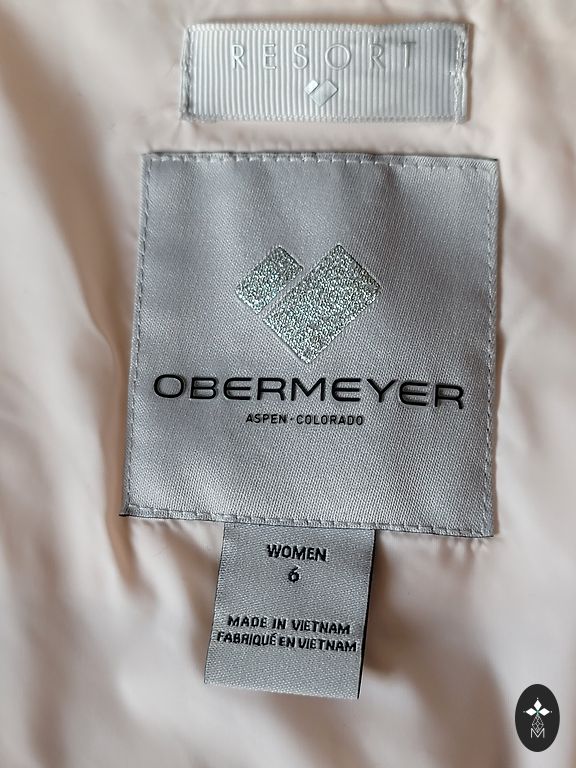 RESORT
OBERMEYER
ASPEN · COLORADO
WOMEN
6
MADE IN VIETNAM
FABRIQUÉ EN VIETNAM
M